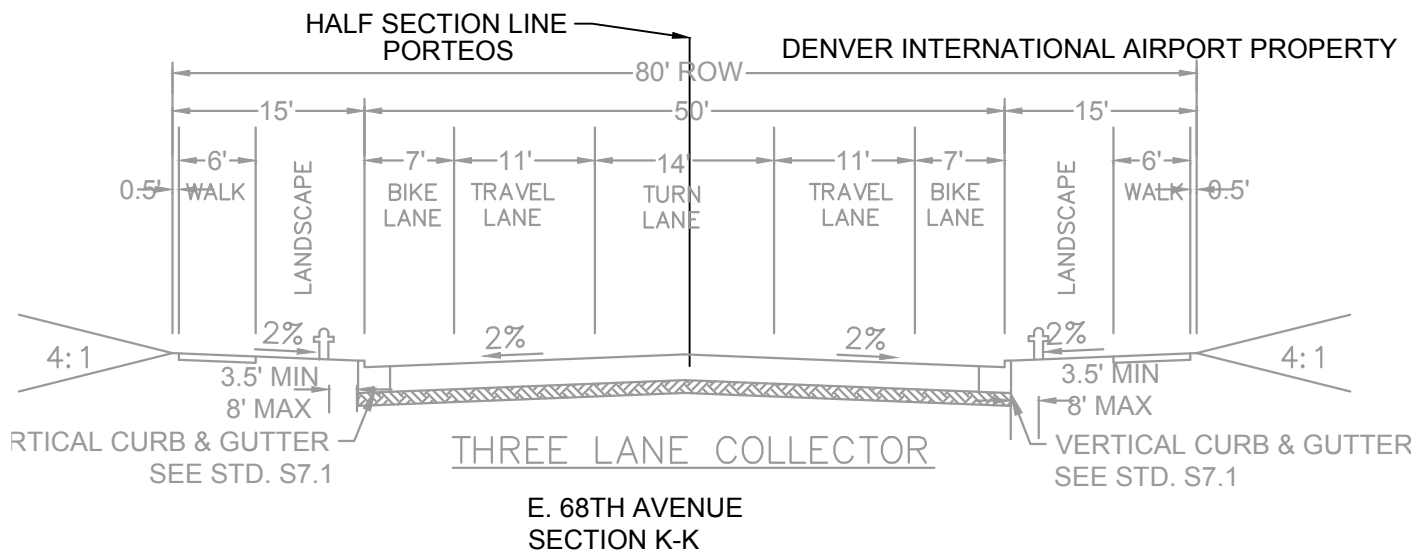 HALF SECTION LINE
PORTEOS
DENVER INTERNATIONAL AIRPORT PROPERTY
80' ROW
15' 50' 15'
6' 7' 11' 14' 11' 7' 6'
0.5' WALK LANDSCAPE BIKE LANE TRAVEL LANE TURN LANE TRAVEL LANE BIKE LANE LANDSCAPE WALK 0.5'
2% 2% 2% 2%
4:1 4:1
3.5' MIN 3.5' MIN
8' MAX 8' MAX
RTICAL CURB & GUTTER VERTICAL CURB & GUTTER
SEE STD. S7.1 SEE STD. S7.1
THREE LANE COLLECTOR
E. 68TH AVENUE
SECTION K-K